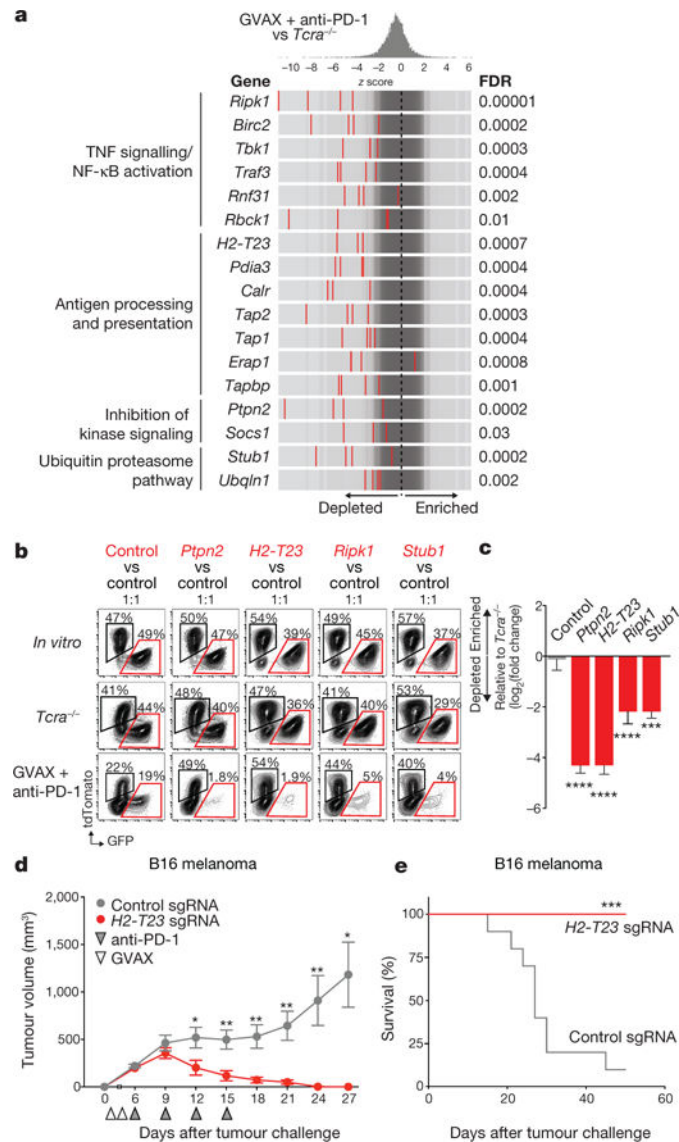 a
GVAX + anti-PD-1
vs Tcra–/–
–10 –8 –6 –4 –2 0 2 4 6
Gene z score FDR
Ripk1 0.00001
Birc2 0.0002
Tbk1 0.0003
TNF signalling/
NF-κB activation
Traf3 0.0004
Rnf31 0.002
Rbck1 0.01
H2-T23 0.0007
Pdia3 0.0004
Calr 0.0004
Antigen processing
and presentation
Tap2 0.0003
Tap1 0.0004
Erap1 0.0008
Tapbp 0.001
Inhibition of
kinase signaling
Ptpn2 0.0002
Socs1 0.03
Ubiquitin proteasome
pathway
Stub1 0.0002
Ubqln1 0.002
Depleted Enriched
b
Control Ptpn2 H2-T23 Ripk1 Stub1
vs vs vs vs vs
control control control control control
1:1 1:1 1:1 1:1 1:1
In vitro
47% 50% 54% 49% 57%
49% 47% 39% 45% 37%
Tcra–/–
41% 48% 47% 41% 53%
44% 40% 36% 40% 29%
GVAX +
anti-PD-1
22% 49% 54% 44% 40%
19% 1.8% 1.9% 5% 4%
tdTomato
GFP
c
Depleted Enriched
Relative to Tcra–/–
(log2(fold change)
2
0
–2
–4
–6
Control
Ptpn2
H2-T23
Ripk1
Stub1
**** **** **** ***
d
B16 melanoma
Control sgRNA
H2-T23 sgRNA
anti-PD-1
GVAX
Tumour volume (mm3)
2,000
1,500
1,000
500
0
* ** ** ** ** *
0 6 9 12 15 18 21 24 27
Days after tumour challenge
e
B16 melanoma
***
H2-T23 sgRNA
Control sgRNA
Survival (%)
100
75
50
25
0
0 20 40 60
Days after tumour challenge